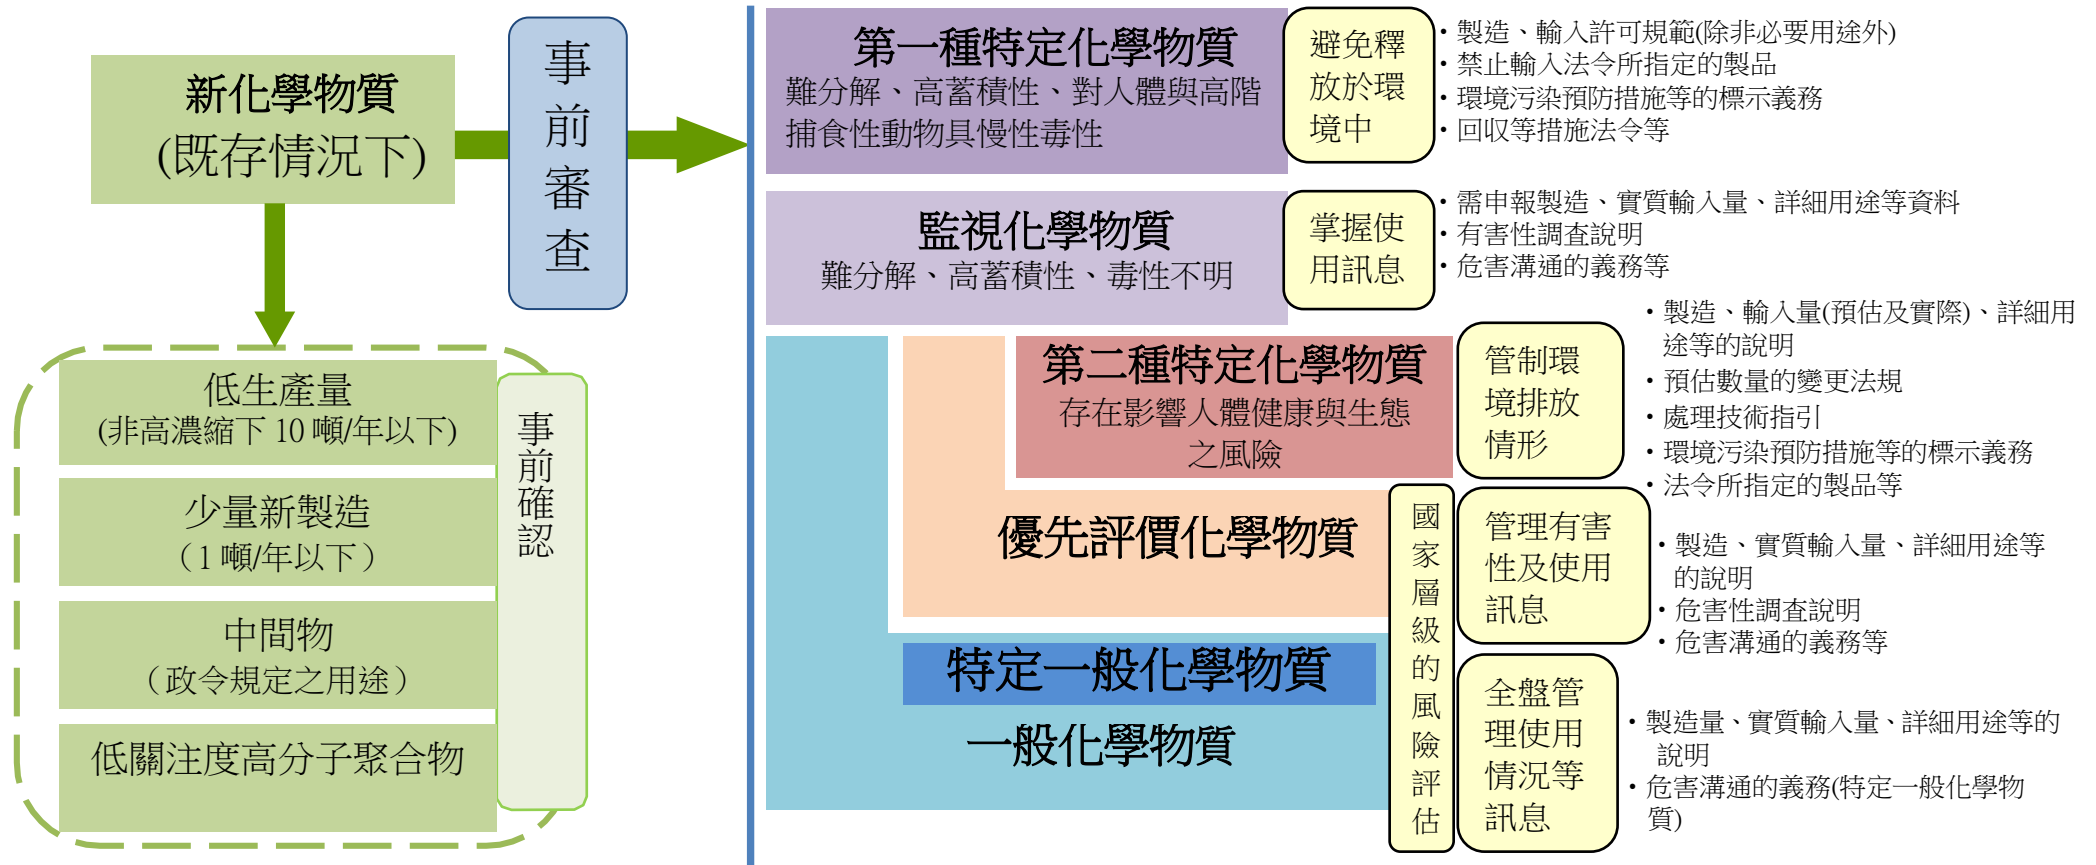 新化學物質
(既存情況下)
事前審查
低生產量
(非高濃縮下 10 噸/年以下)
少量新製造
（1 噸/年以下）
中間物
（政令規定之用途）
低關注度高分子聚合物
事前確認
第一種特定化學物質
難分解、高蓄積性、對人體與高階
捕食性動物具慢性毒性
避免釋
放於環
境中
・製造、輸入許可規範(除非必要用途外)
・禁止輸入法令所指定的製品
・環境污染預防措施等的標示義務
・回収等措施法令等
監視化學物質
難分解、高蓄積性、毒性不明
掌握使
用訊息
・需申報製造、實質輸入量、詳細用途等資料
・有害性調查說明
・危害溝通的義務等
第二種特定化學物質
存在影響人體健康與生態
之風險
管制環
境排放
情形
・製造、輸入量(預估及實際)、詳細用
途等的說明
・預估數量的變更法規
・處理技術指引
・環境污染預防措施等的標示義務
・法令所指定的製品等
優先評價化學物質
國家層級的風險評估
管理有害
性及使用
訊息
・製造、實質輸入量、詳細用途等
的說明
・危害性調查說明
・危害溝通的義務等
特定一般化學物質
一般化學物質
全盤管
理使用
情況等
訊息
・製造量、實質輸入量、詳細用途等的
說明
・危害溝通的義務(特定一般化學物
質)